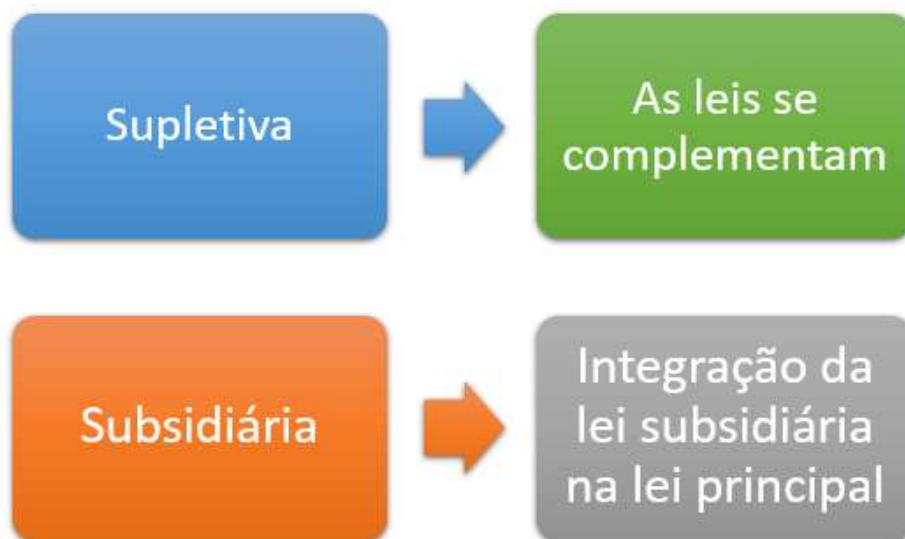 Supletiva
As leis se
complementam
Subsidiária
Integração da
lei subsidiária
na lei principal